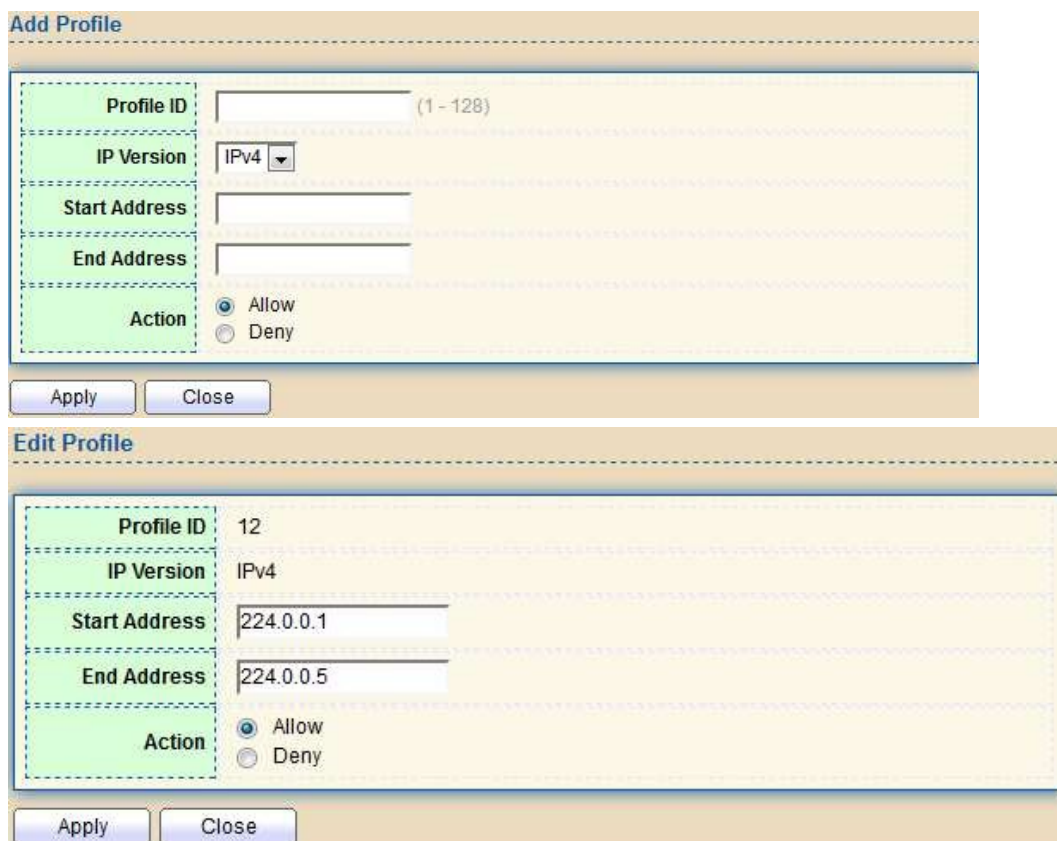 Add Profile
Profile ID (1 - 128)
IP Version IPv4
Start Address
End Address
Action Allow
Deny
Apply Close
Edit Profile
Profile ID 12
IP Version IPv4
Start Address 224.0.0.1
End Address 224.0.0.5
Action Allow
Deny
Apply Close